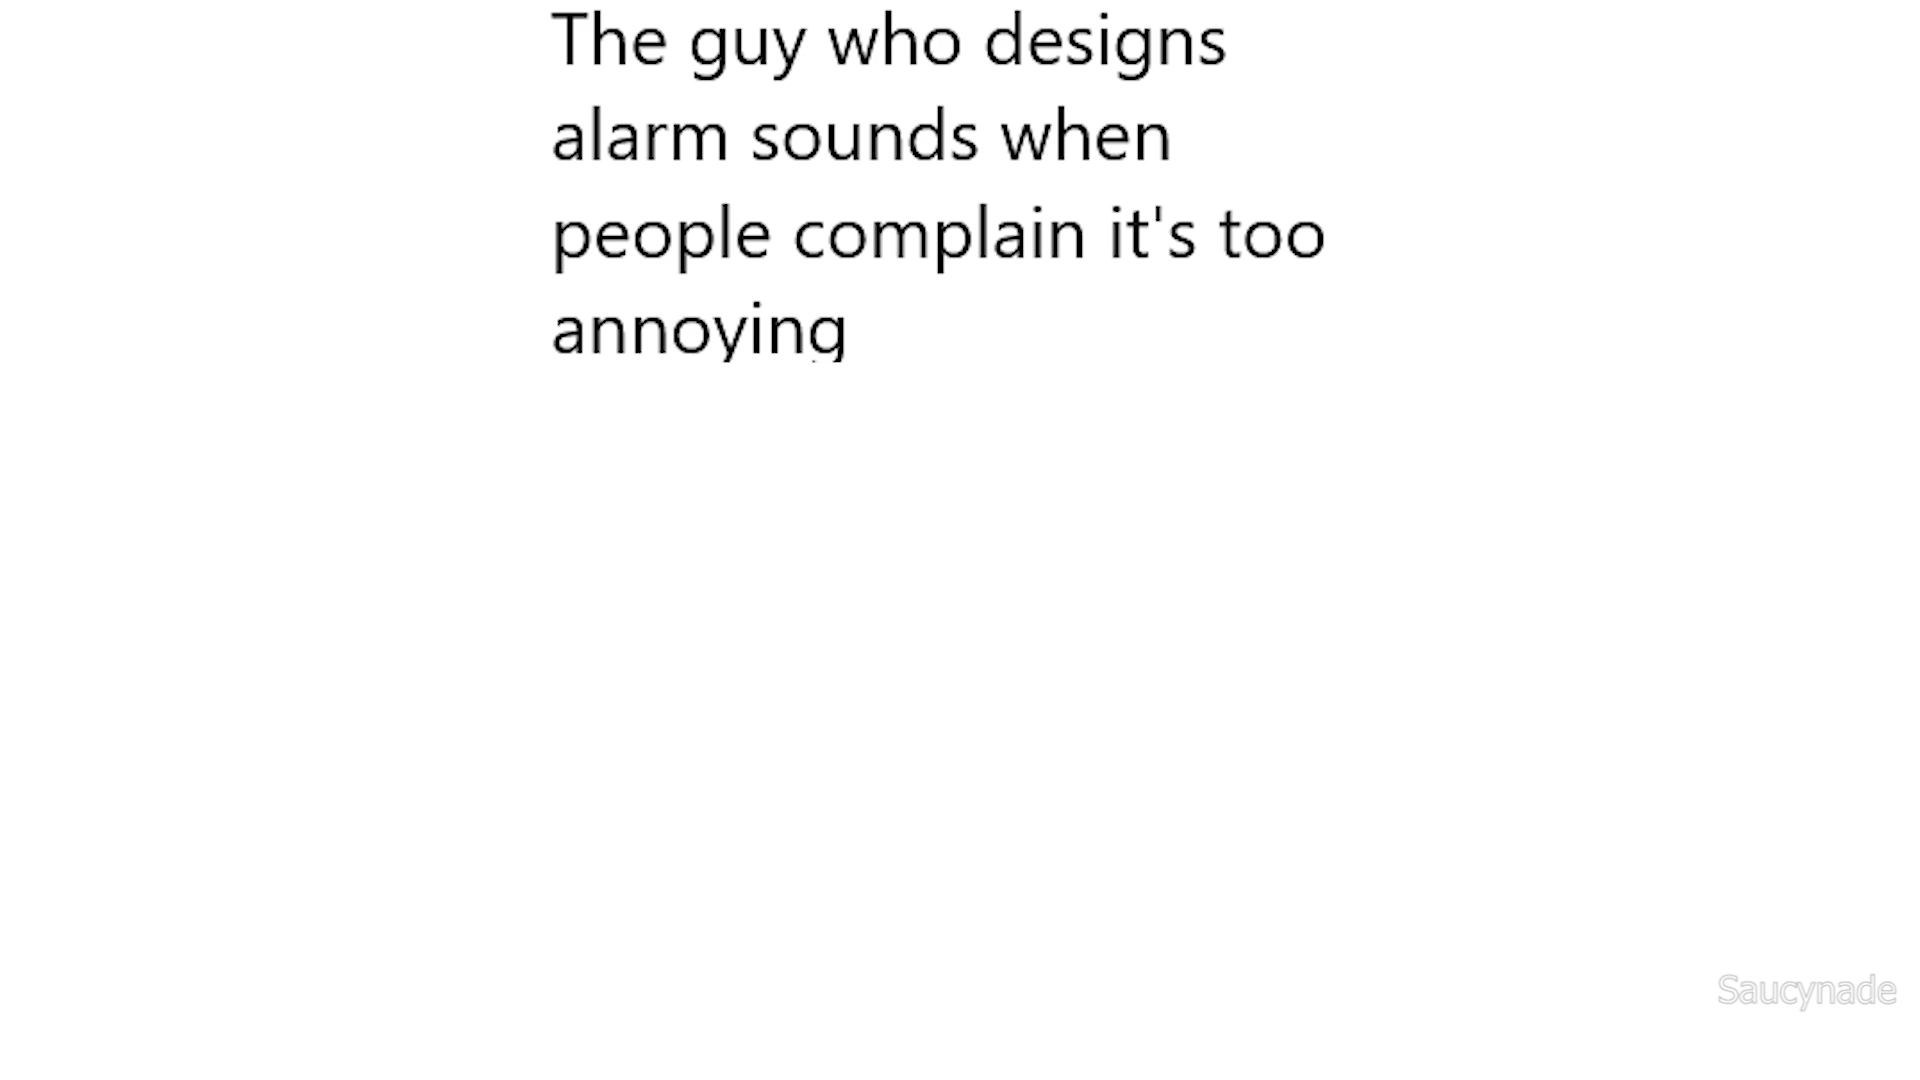 The guy who designs
alarm sounds when
people complain it's too
annoying
Saucynade